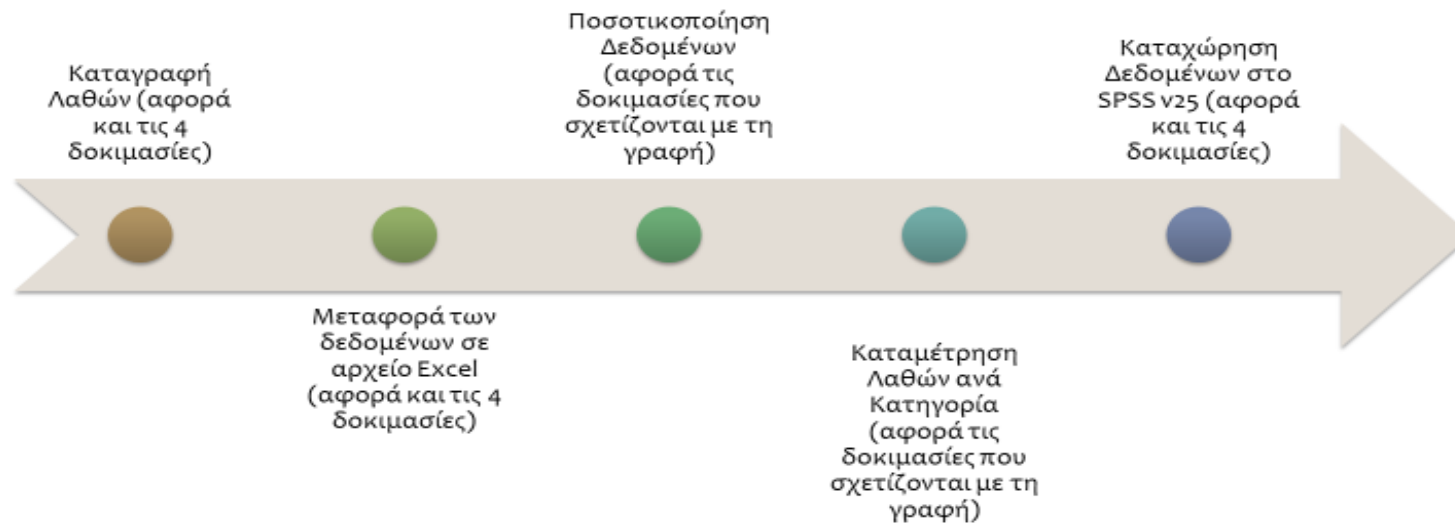 Καταγραφή
Λαθών (αφορά
και τις 4
δοκιμασίες)
Μεταφορά των
δεδομένων σε
αρχείο Excel
(αφορά και τις 4
δοκιμασίες)
Ποσοτικοποίηση
Δεδομένων
(αφορά τις
δοκιμασίες που
σχετίζονται με τη
γραφή)
Καταμέτρηση
Λαθών ανά
Κατηγορία
(αφορά τις
δοκιμασίες που
σχετίζονται με τη
γραφή)
Καταχώρηση
Δεδομένων στο
SPSS v25 (αφορά
και τις 4
δοκιμασίες)